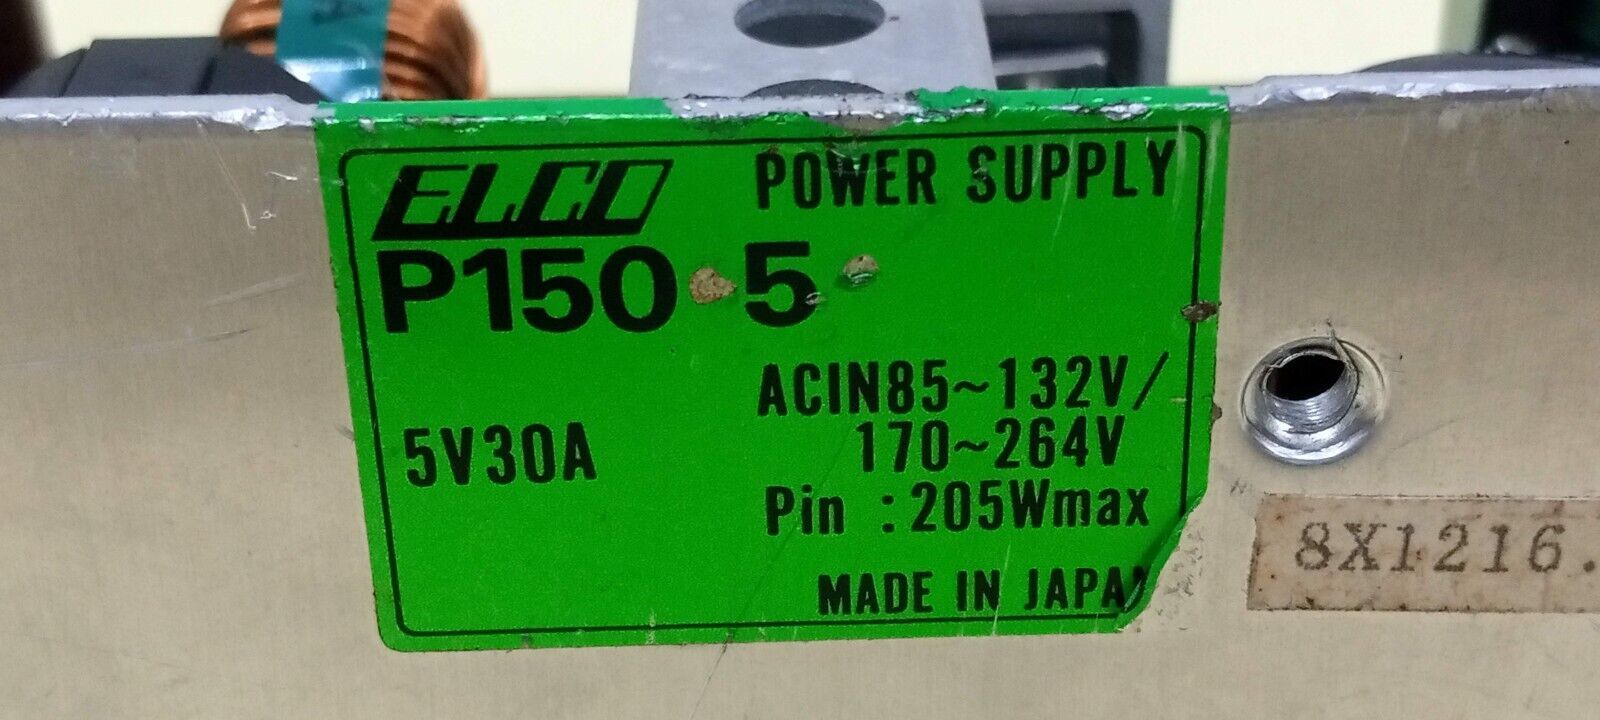 ELCO POWER SUPPLY
P150 5
ACIN85~132V/
5V30A 170~264V
Pin :205Wmax
MADE IN JAPAN
8X1216.